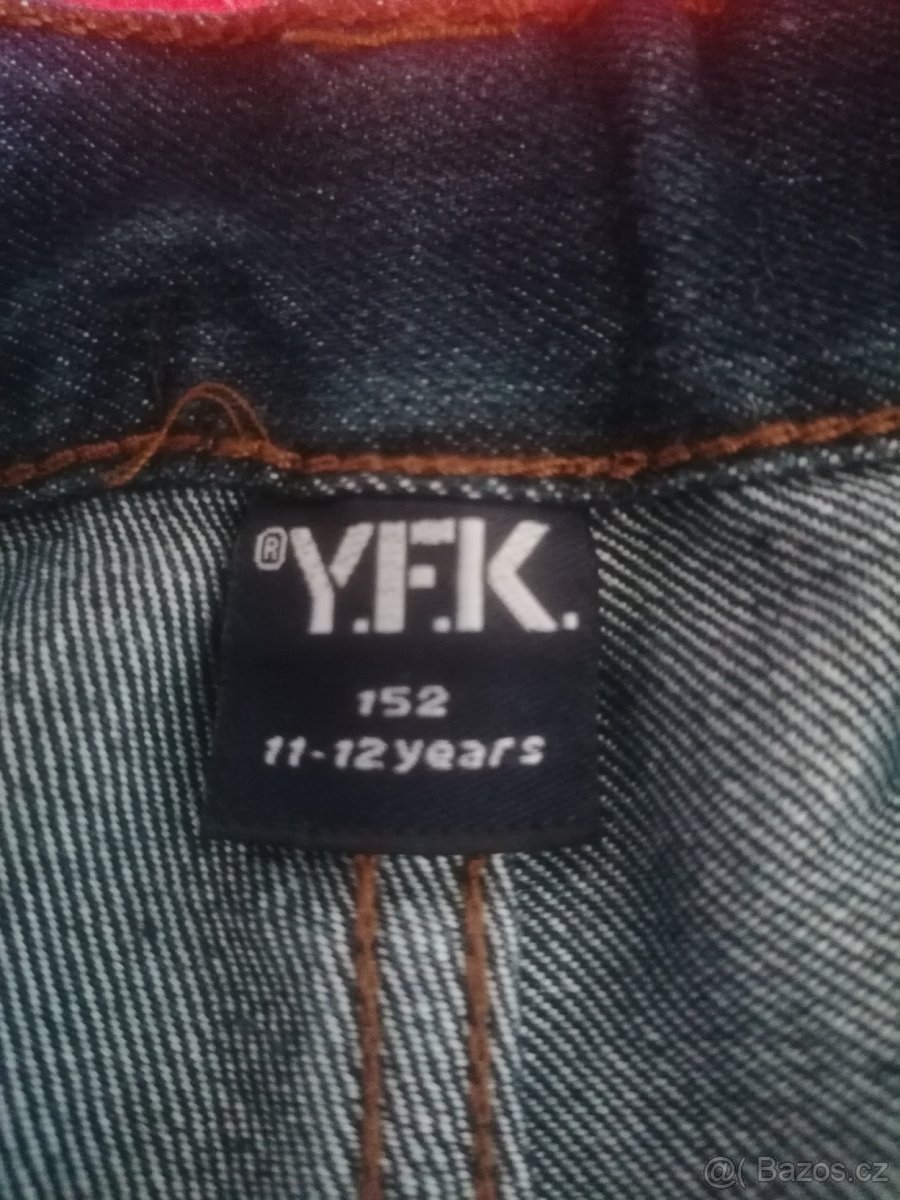 ® Y.F.K.
152
11-12 years
@( Bazos.cz